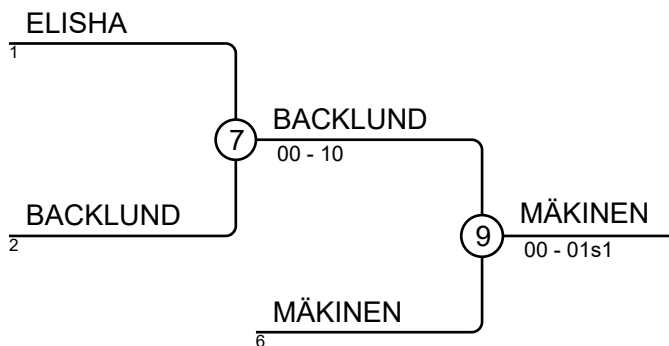 ELISHA
1
7
BACKLUND
00 - 10
BACKLUND
2
9
MÄKINEN
00 - 01s1
MÄKINEN
6